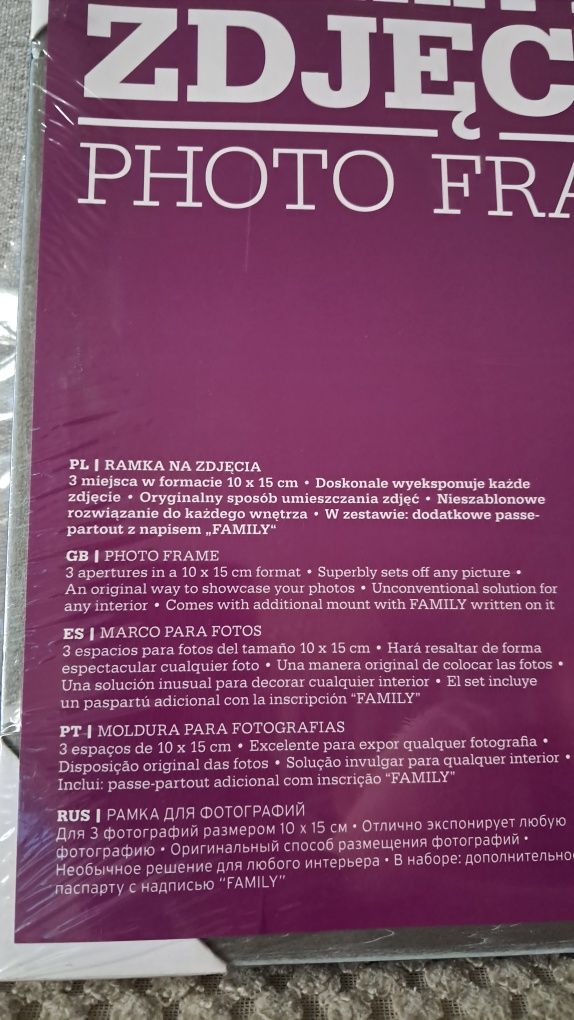 ZDJĘC
PHOTO FRA
PL | RAMKA NA ZDJĘCIA
3 miejsca w formacie 10 x 15 cm • Doskonale wyeksponuje każde
zdjęcie • Oryginalny sposób umieszczania zdjęć • Nieszablonowe
rozwiązanie do każdego wnętrza • W zestawie: dodatkowe passe-
partout z napisem „FAMILY“
GB | PHOTO FRAME
3 apertures in a 10 x 15 cm format • Superbly sets off any picture •
An original way to showcase your photos • Unconventional solution for
any interior • Comes with additional mount with FAMILY written on it
ES | MARCO PARA FOTOS
3 espacios para fotos del tamaño 10 x 15 cm • Hará resaltar de forma
espectacular cualquier foto • Una manera original de colocar las fotos •
Una solución inusual para decorar cualquier interior • El set incluye
un paspartú adicional con la inscripción “FAMILY”
PT | MOLDURA PARA FOTOGRAFIAS
3 espaços de 10 x 15 cm • Excelente para expor qualquer fotografia •
Disposição original das fotos • Solução invulgar para qualquer interior •
Inclui: passe-partout adicional com inscrição “FAMILY”
RUS | РАМКА ДЛЯ ФОТОГРАФИЙ
Для 3 фотографий размером 10 x 15 см • Отлично экспонирует любую
фотографию • Оригинальный способ размещения фотографий •
Необычное решение для любого интерьера • В наборе: дополнительно
паспарту с надписью “FAMILY”